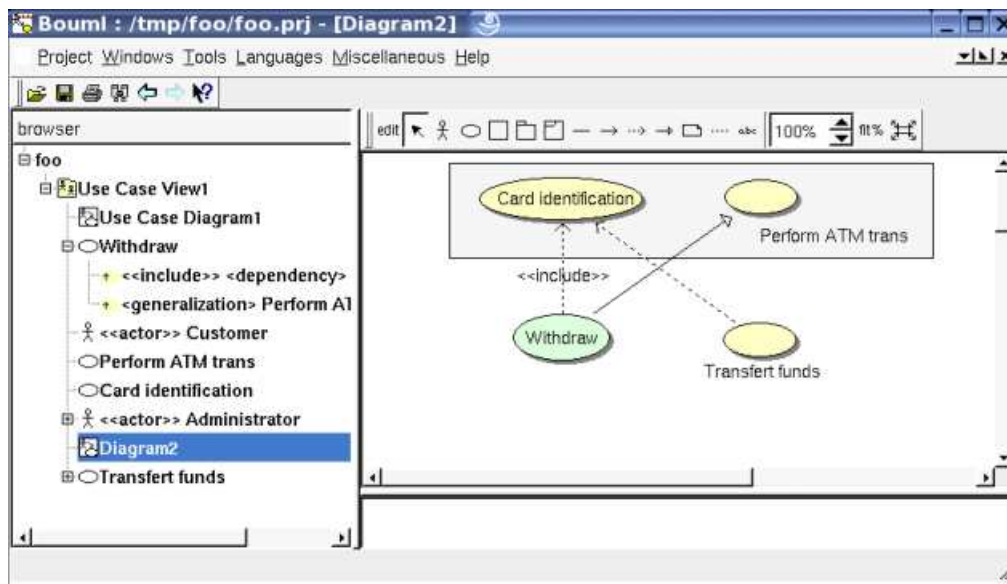 Bouml : /tmp/foo/foo.prj - [Diagram2]
Project Windows Tools Languages Miscellaneous Help
browser
edit
abc
100%
fit%
foo
Use Case View1
Use Case Diagram1
Withdraw
<<include>> <dependency>
<generalization> Perform AT
<<actor>> Customer
Perform ATM trans
Card identification
<<actor>> Administrator
Diagram2
Transfert funds
Card identification
Perform ATM trans
<<include>>
Withdraw
Transfert funds